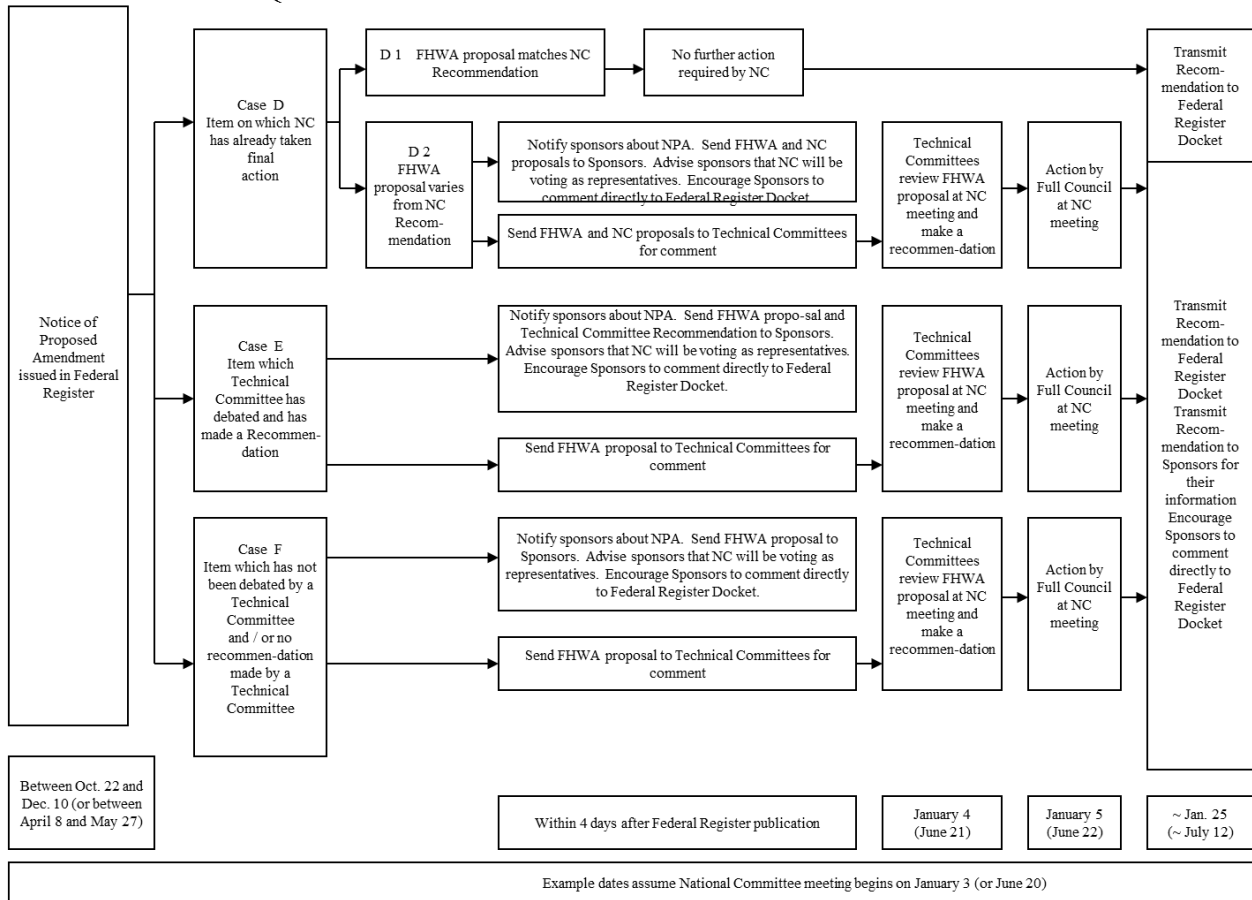 Notice of
Proposed
Amendment
issued in Federal
Register
Case D
Item on which NC
has already taken
final
action
D 1 FHWA proposal matches NC
Recommendation
No further action
required by NC
Transmit
Recom-
mendation to
Federal
Register
Docket
D 2
FHWA
proposal varies
from NC
Recom-
mendation
Notify sponsors about NPA. Send FHWA and NC
proposals to Sponsors. Advise sponsors that NC will be
voting as representatives. Encourage Sponsors to
comment directly to Federal Register Docket
Send FHWA and NC proposals to Technical Committees
for comment
Technical
Committees
review FHWA
proposal at NC
meeting and
make a
recommen-dation
Action by
Full Council
at NC
meeting
Case E
Item which
Technical
Committee has
debated and has
made a Recommen-
dation
Notify sponsors about NPA. Send FHWA propo-sal and
Technical Committee Recommendation to Sponsors.
Advise sponsors that NC will be voting as representatives.
Encourage Sponsors to comment directly to Federal
Register Docket.
Send FHWA proposal to Technical Committees for
comment
Technical
Committees
review FHWA
proposal at NC
meeting and
make a
recommen-dation
Action by
Full Council
at NC
meeting
Transmit
Recom-
mendation to
Federal
Register
Docket
Transmit
Recom-
mendation to
Sponsors for
their
information
Encourage
Sponsors to
comment
directly to
Federal
Register
Docket
Case F
Item which has not
been debated by a
Technical
Committee
and / or no
recommen-dation
made by a
Technical
Committee
Notify sponsors about NPA. Send FHWA proposal to
Sponsors. Advise sponsors that NC will be voting as
representatives. Encourage Sponsors to comment directly
to Federal Register Docket.
Send FHWA proposal to Technical Committees for
comment
Technical
Committees
review FHWA
proposal at NC
meeting and
make a
recommen-dation
Action by
Full Council
at NC
meeting
Between Oct. 22 and
Dec. 10 (or between
April 8 and May 27)
Within 4 days after Federal Register publication
January 4
(June 21)
January 5
(June 22)
~ Jan. 25
(~ July 12)
Example dates assume National Committee meeting begins on January 3 (or June 20)